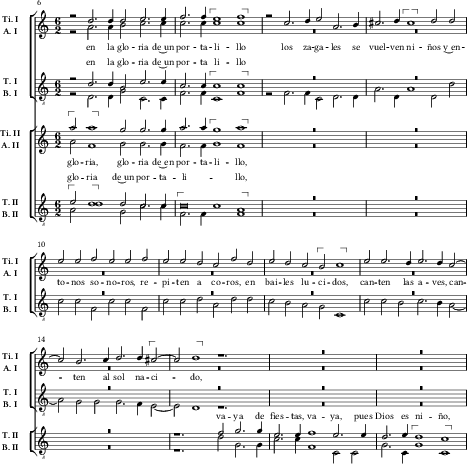 6
Ti. I
A. I
en la glo - ria de un por - ta - li - llo los za - ga - les se vuel - ven ni - ños y en-
en la glo - ria de un por - ta - li - llo
T. I
B. I
Ti. II
A. II
glo - ria, glo - ria de en por - ta - li - llo,
glo - ria de un por - ta - li - llo,
T. II
B. II
10
Ti. I
A. I
to - nos so - no - ros, re - pi - ten a co - ros, en bai - les lu - ci - dos, can - ten las a - ves, can-
T. I
B. I
14
Ti. I
A. I
- ten al sol na - ci - do,
T. I
B. I
va - ya de fies - tas, va - ya, pues Dios es ni - ño,
T. II
B. II